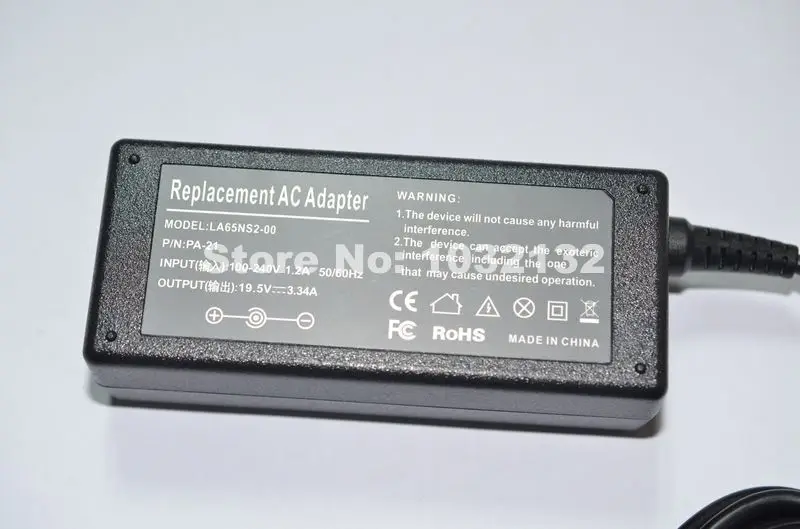 Replacement AC Adapter
MODEL:LA65NS2-00
P/N:PA-21
INPUT(输入):100-240V~1.2A 50/60Hz
OUTPUT(输出):19.5V⎓3.34A
WARNING:
1.The device will not cause any harmful
interference.
2.The device can accept the exoteric
interference including the one
that may cause undesired operation.
CE
FC RoHS
MADE IN CHINA
Store No: 1032132